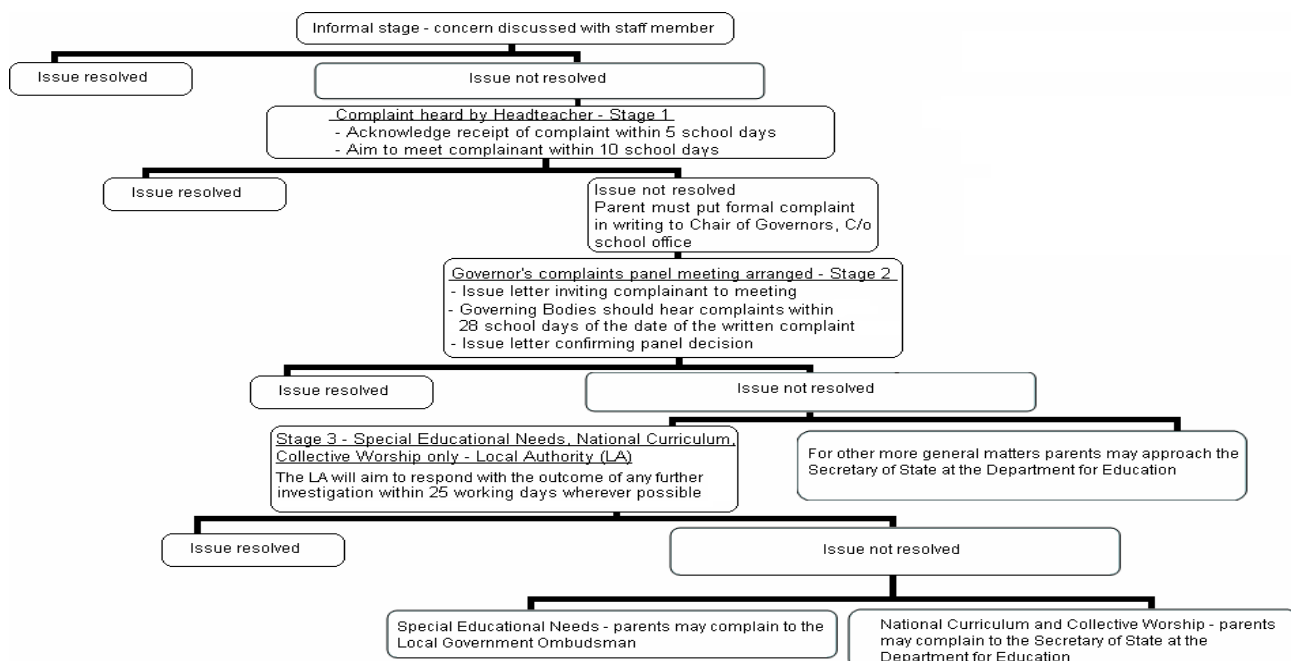 Informal stage - concern discussed with staff member
Issue resolved
Issue not resolved
Complaint heard by Headteacher - Stage 1
- Acknowledge receipt of complaint within 5 school days
- Aim to meet complainant within 10 school days
Issue resolved
Issue not resolved
Parent must put formal complaint
in writing to Chair of Governors, C/o
school office
Governor's complaints panel meeting arranged - Stage 2
- Issue letter inviting complainant to meeting
- Governing Bodies should hear complaints within
28 school days of the date of the written complaint
- Issue letter confirming panel decision
Issue resolved
Issue not resolved
Stage 3 - Special Educational Needs, National Curriculum,
Collective Worship only - Local Authority (LA)
The LA will aim to respond with the outcome of any further
investigation within 25 working days wherever possible
For other more general matters parents may approach the
Secretary of State at the Department for Education
Issue resolved
Issue not resolved
Special Educational Needs - parents may complain to the
Local Government Ombudsman
National Curriculum and Collective Worship - parents
may complain to the Secretary of State at the
Department for Education